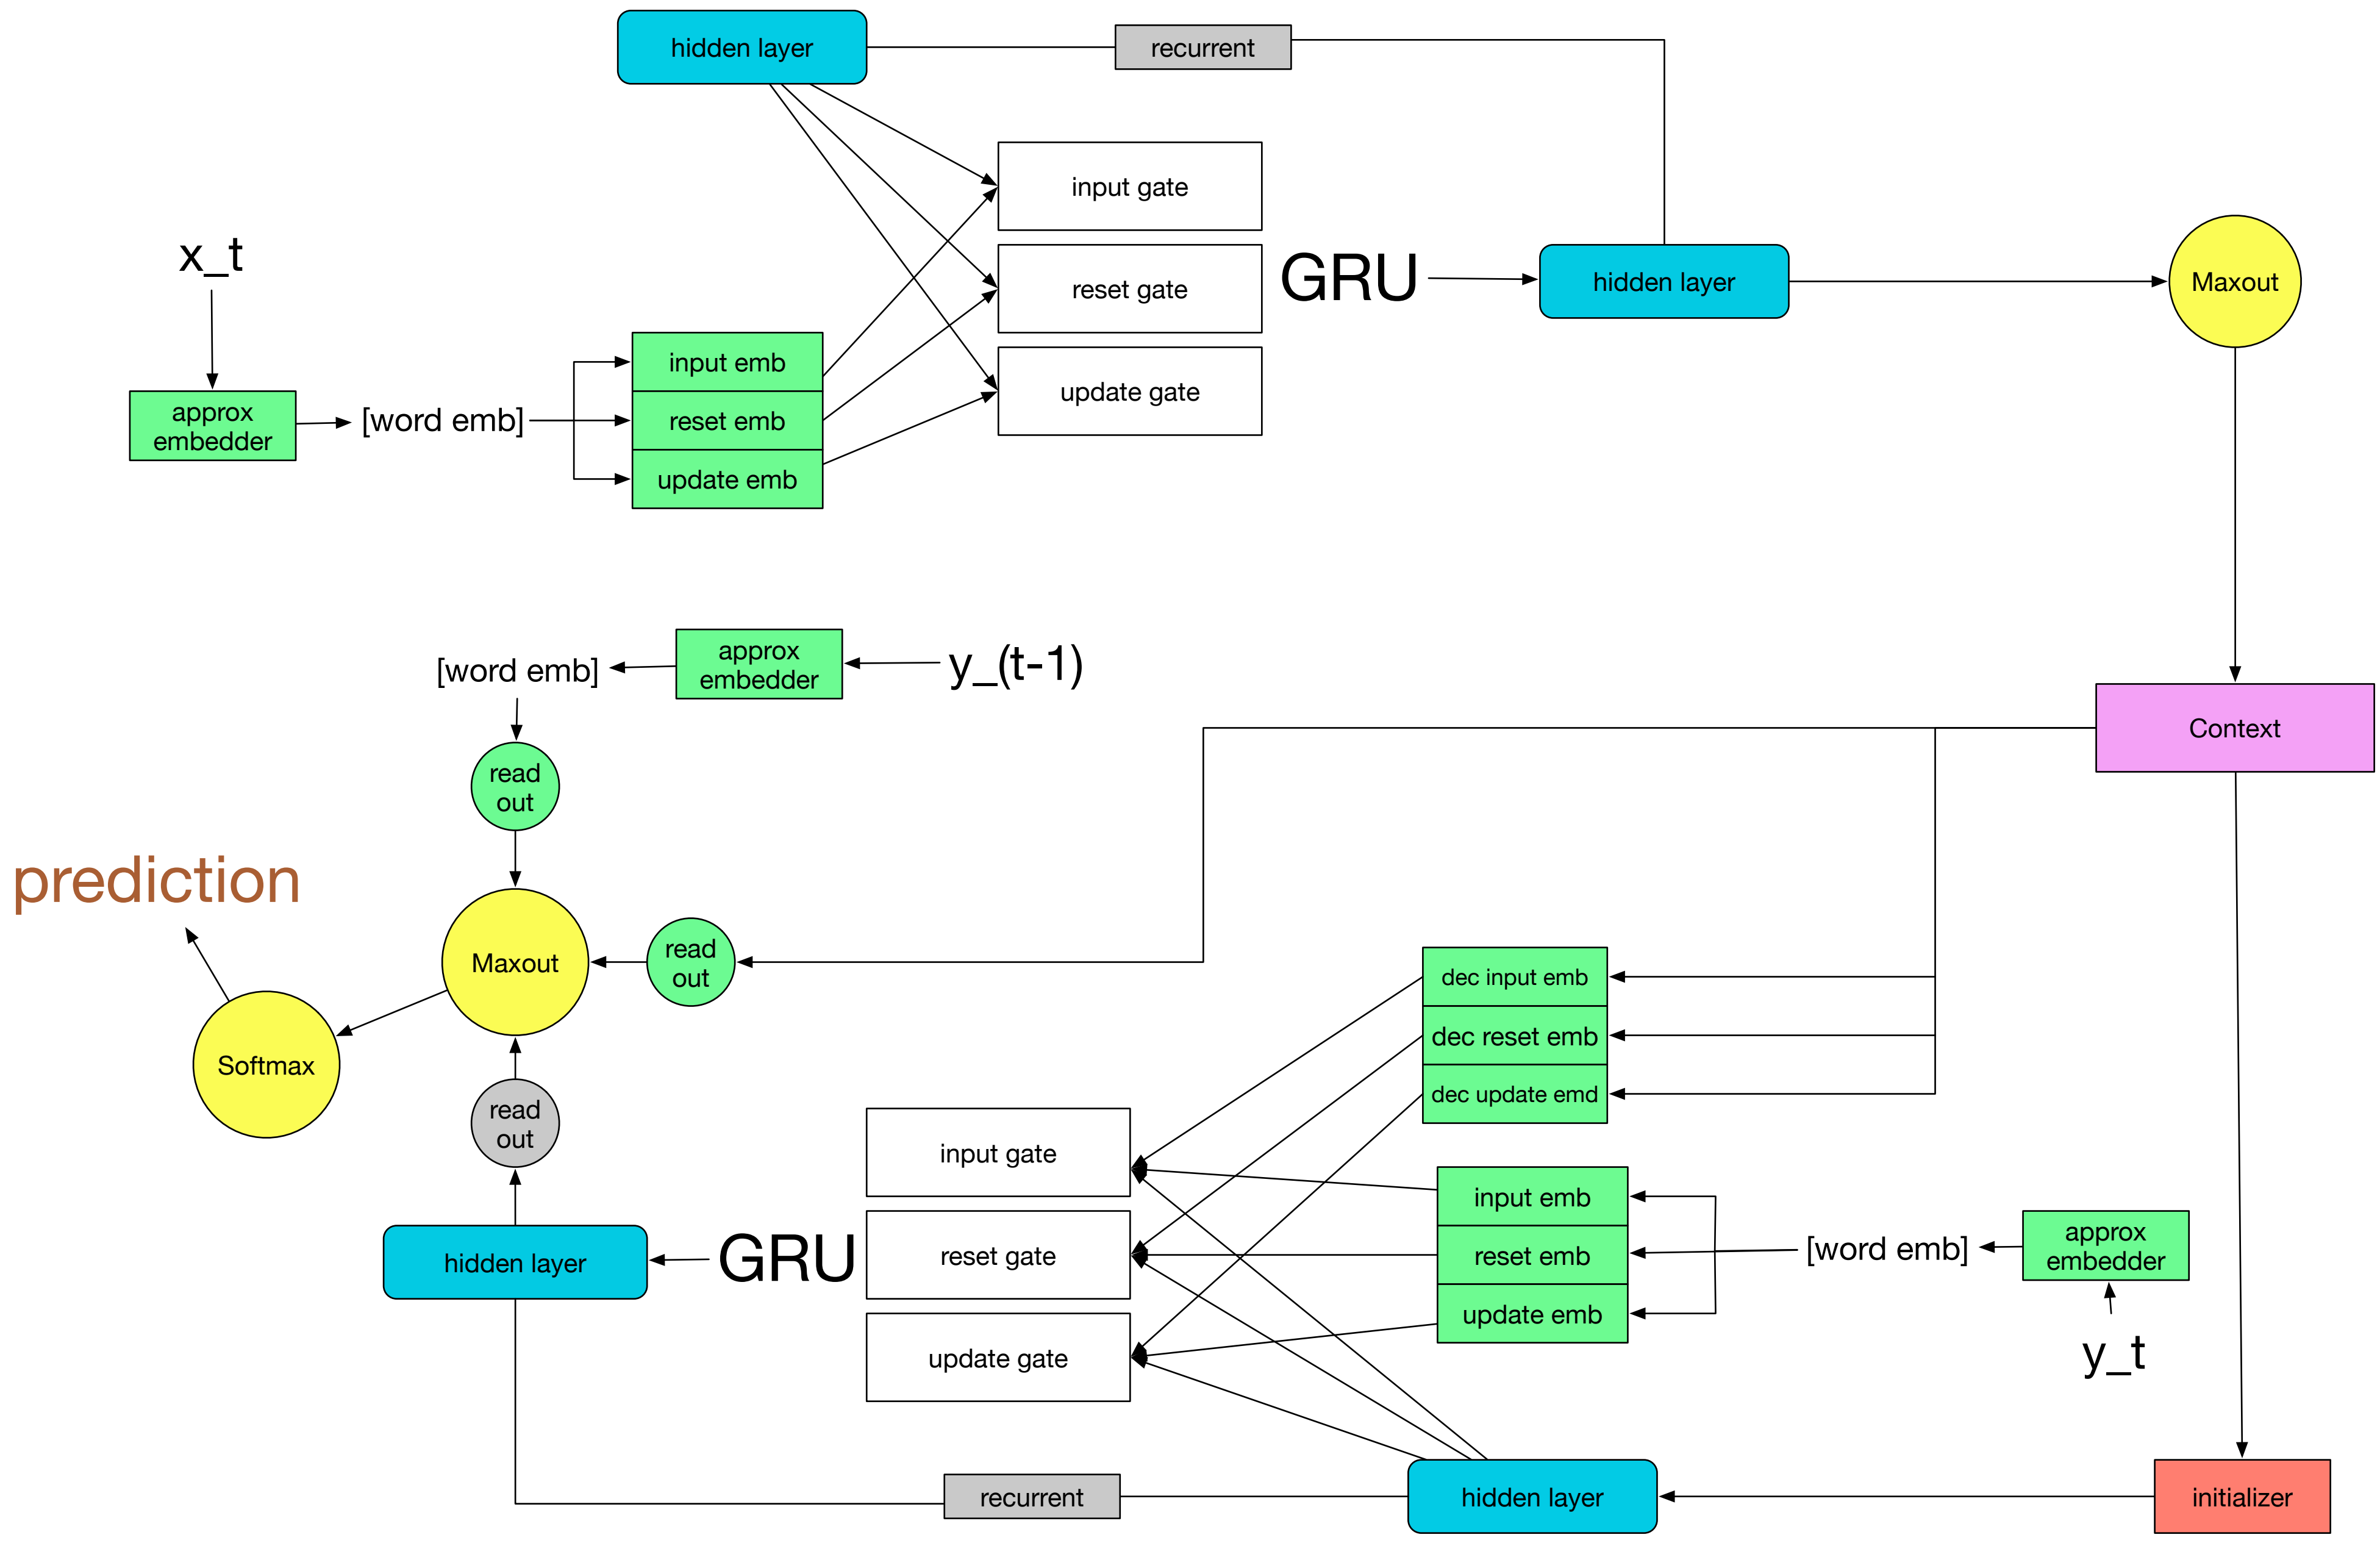 hidden layer
recurrent
input gate
x_t
reset gate
GRU
hidden layer
Maxout
input emb
update gate
approx
embedder
[word emb]
reset emb
update emb
[word emb]
approx
embedder
y_(t-1)
Context
read
out
prediction
Maxout
read
out
dec input emb
dec reset emb
dec update emd
Softmax
read
out
input gate
input emb
hidden layer
GRU
reset gate
reset emb
[word emb]
approx
embedder
update emb
update gate
y_t
recurrent
hidden layer
initializer